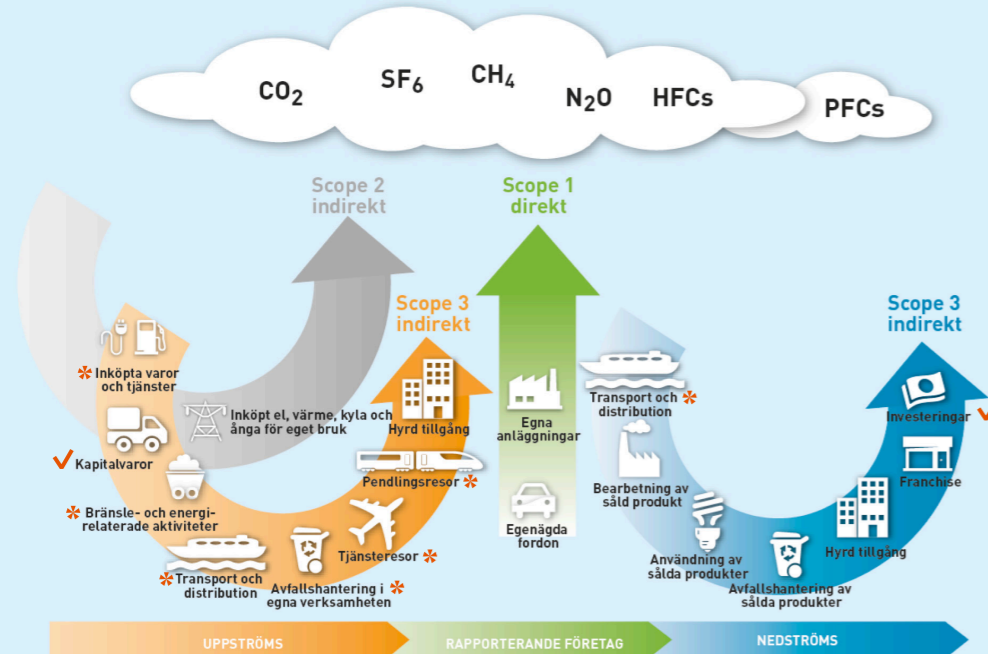 CO₂
SF₆
CH₄
N₂O
HFCs
PFCs
Scope 2
indirekt
Scope 1
direkt
Scope 3
indirekt
Scope 3
indirekt
* Inköpta varor
och tjänster
✓ Kapitalvaror
* Bränsle- och energi-
relaterade aktiviteter
* Transport och
distribution
Avfallshantering i *
egna verksamheten
Tjänsteresor *
Pendlingsresor *
Hyrd tillgång
Inköpt el, värme, kyla och
ånga för eget bruk
Egna
anläggningar
Egenägda
fordon
Transport och
distribution *
Bearbetning av
såld produkt
Användning av
sålda produkter
Avfallshantering av
sålda produkter
Hyrd tillgång
Franchise
Investeringar ✓
UPPSTRÖMS
RAPPORTERANDE FÖRETAG
NEDSTRÖMS